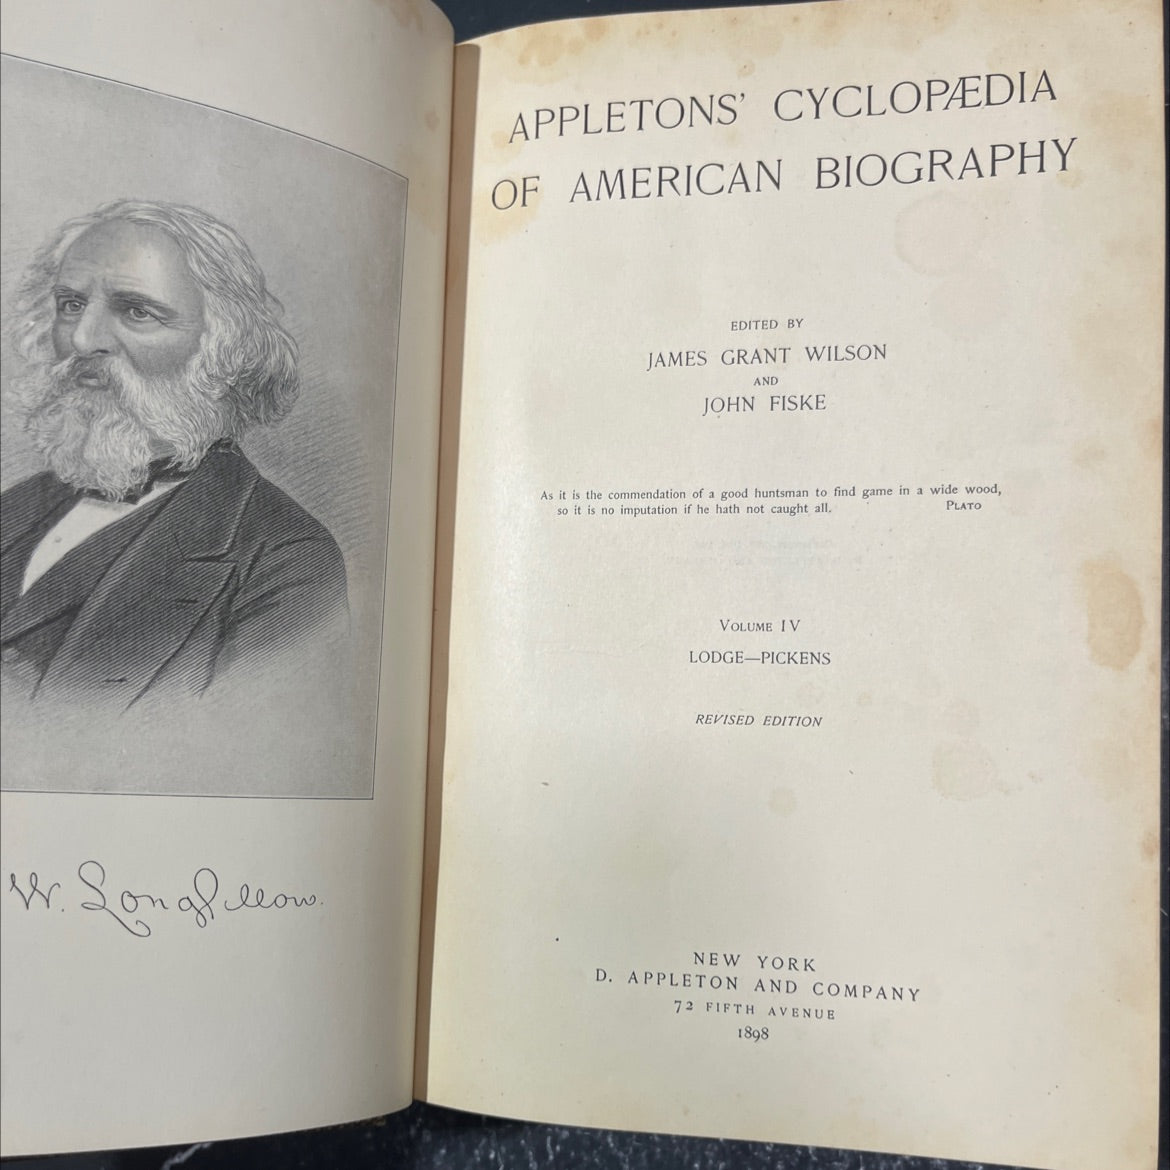 W. Longfellow.
APPLETONS' CYCLOPÆDIA
OF AMERICAN BIOGRAPHY
EDITED BY
JAMES GRANT WILSON
AND
JOHN FISKE
As it is the commendation of a good huntsman to find game in a wide wood,
so it is no imputation if he hath not caught all. PLATO
VOLUME IV
LODGE—PICKENS
REVISED EDITION
NEW YORK
D. APPLETON AND COMPANY
72 FIFTH AVENUE
1898